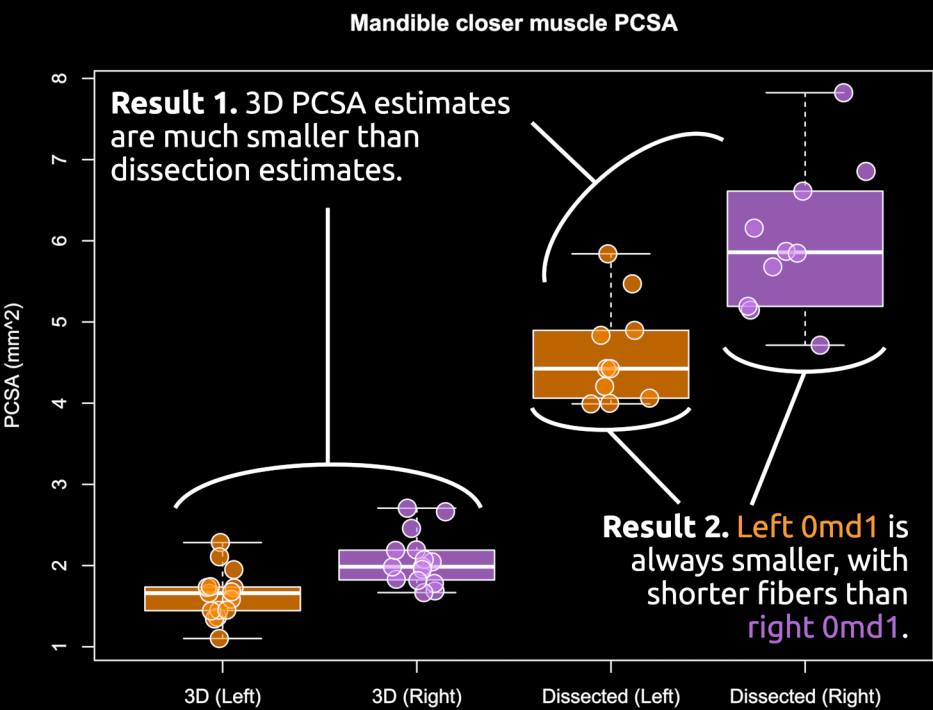 Mandible closer muscle PCSA
8
7
6
5
4
3
2
1
PCSA (mm^2)
Result 1. 3D PCSA estimates
are much smaller than
dissection estimates.
Result 2. Left 0md1 is
always smaller, with
shorter fibers than
right 0md1.
3D (Left)
3D (Right)
Dissected (Left)
Dissected (Right)